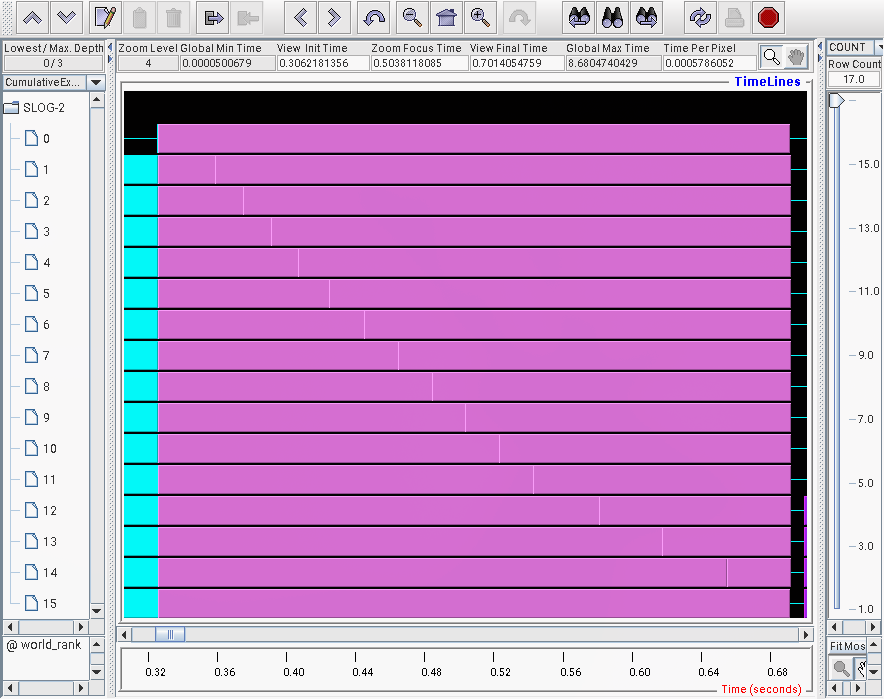 Lowest / Max. Depth
0 / 3
Zoom Level
4
Global Min Time
0.0000500679
View Init Time
0.3062181356
Zoom Focus Time
0.5038118085
View Final Time
0.7014054759
Global Max Time
8.6804740429
Time Per Pixel
0.0005786052
COUNT
Row Count
17.0
CumulativeEx...
TimeLines
SLOG-2
0
1
2
3
4
5
6
7
8
9
10
11
12
13
14
15
15.0
13.0
11.0
9.0
7.0
5.0
3.0
1.0
@ world_rank
Fit Mos
0.32 0.36 0.40 0.44 0.48 0.52 0.56 0.60 0.64 0.68
Time (seconds)